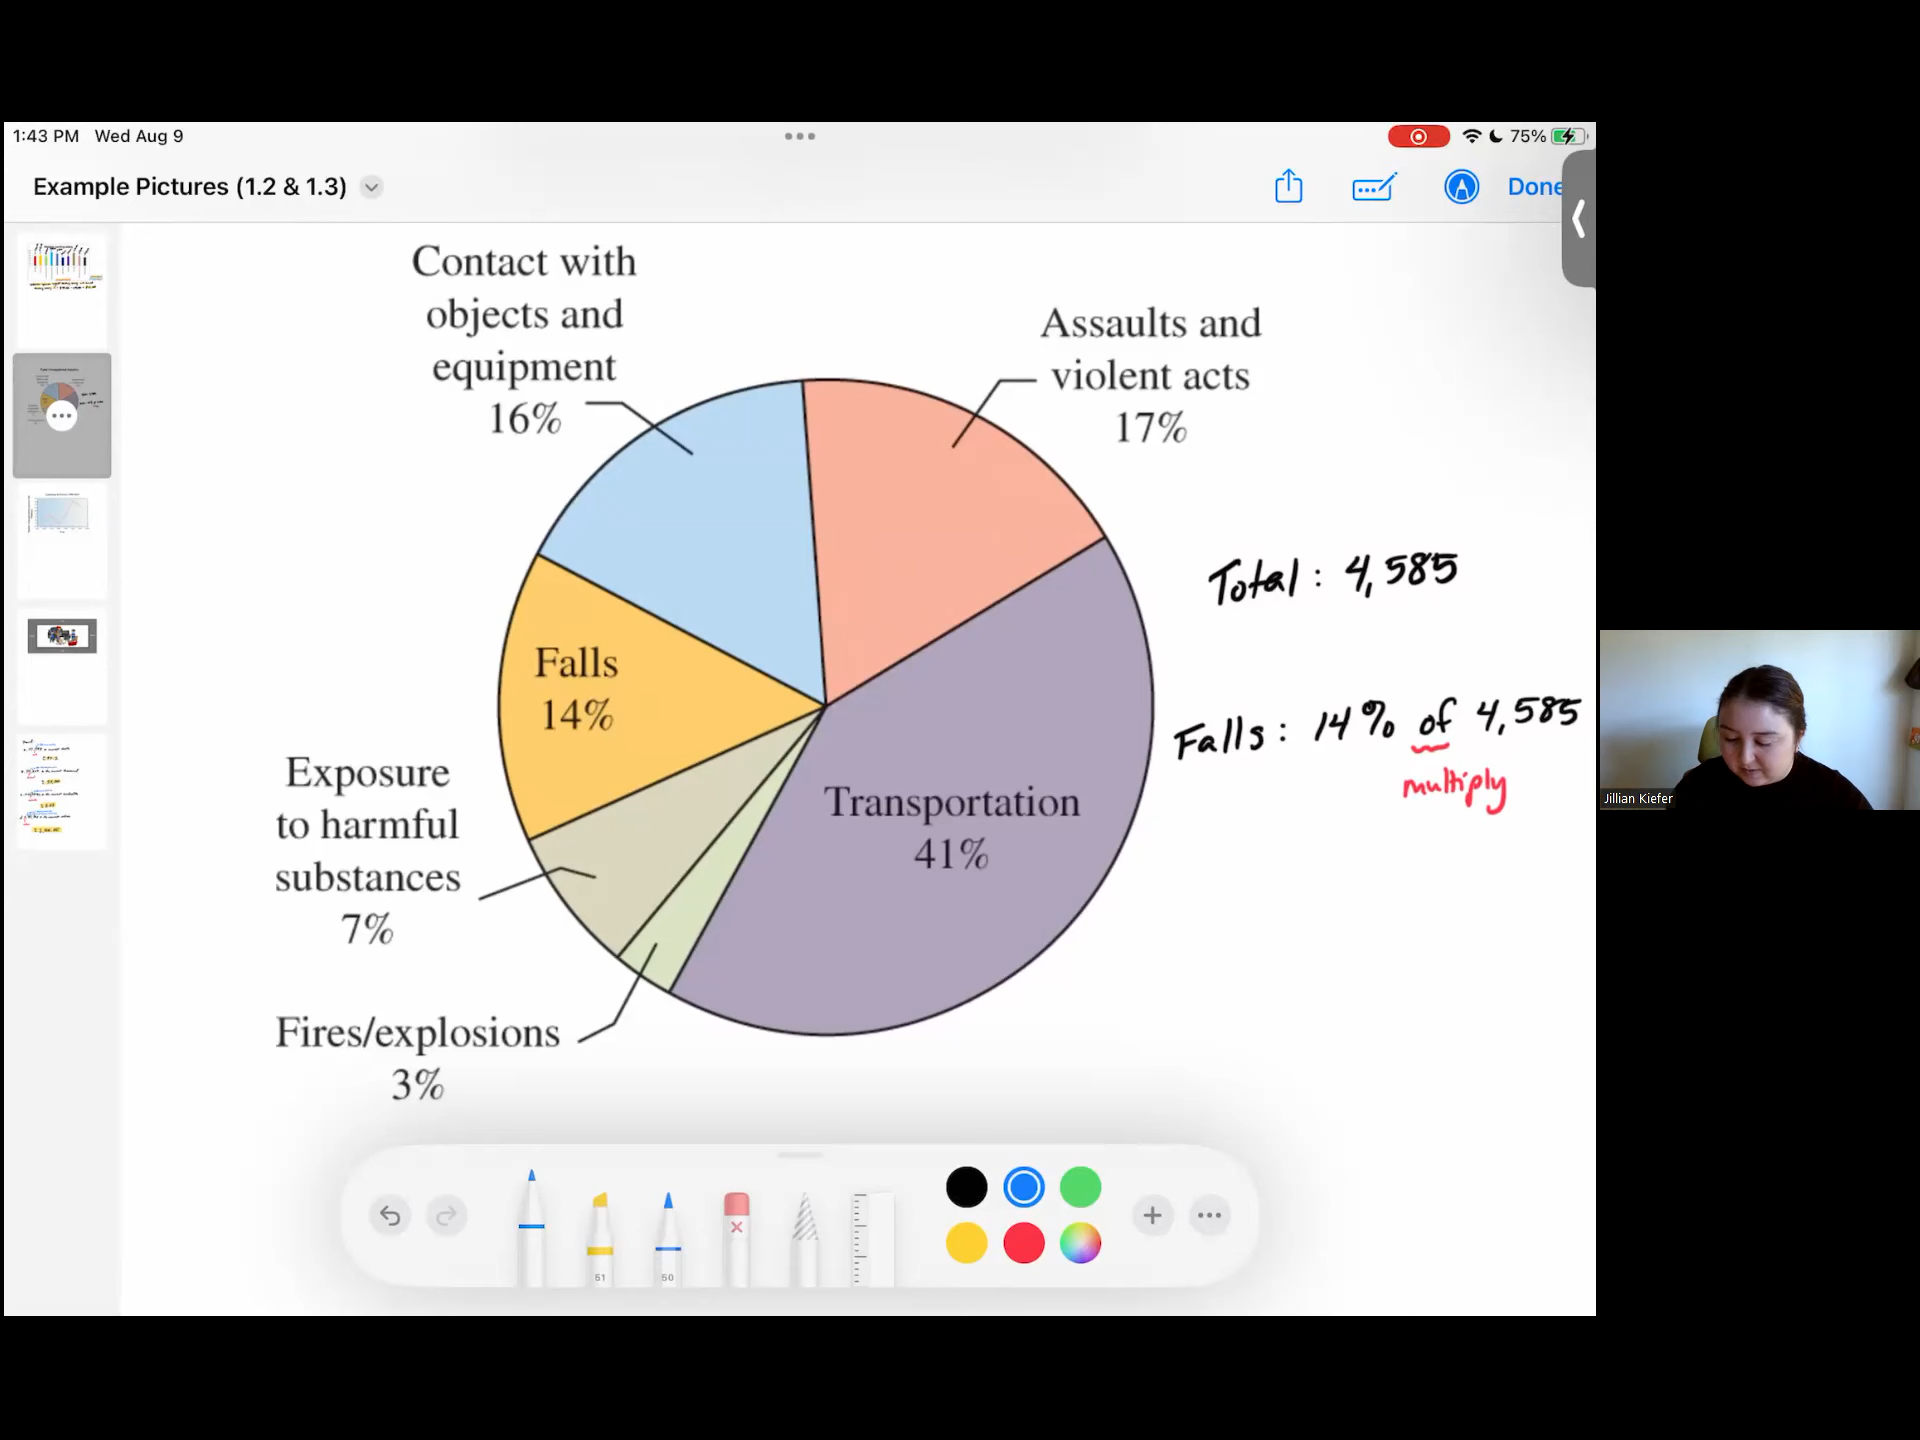 1:43 PM Wed Aug 9
75%
Example Pictures (1.2 & 1.3)
Done
Contact with
objects and
equipment
16%
Assaults and
violent acts
17%
Total: 4,585
Falls
14%
Falls: 14% of 4,585
multiply
Exposure
to harmful
substances
7%
Transportation
41%
Fires/explosions
3%
51
50
Jillian Kiefer